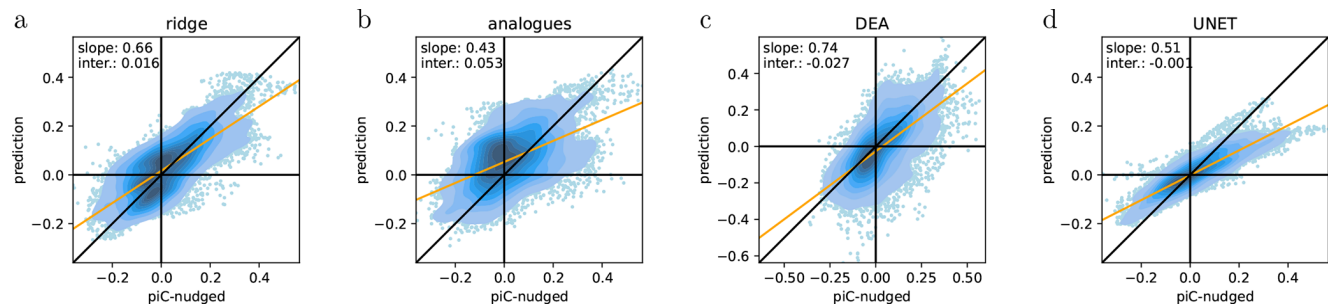 a
ridge
slope: 0.66
inter.: 0.016
0.4
0.2
0.0
−0.2
prediction
−0.2 0.0 0.2 0.4
piC-nudged
b
analogues
slope: 0.43
inter.: 0.053
0.4
0.2
0.0
−0.2
prediction
−0.2 0.0 0.2 0.4
piC-nudged
c
DEA
slope: 0.74
inter.: -0.027
0.4
0.2
0.0
−0.2
−0.4
−0.6
prediction
−0.50 −0.25 0.00 0.25 0.50
piC-nudged
d
UNET
slope: 0.51
inter.: -0.001
0.4
0.2
0.0
−0.2
prediction
−0.2 0.0 0.2 0.4
piC-nudged